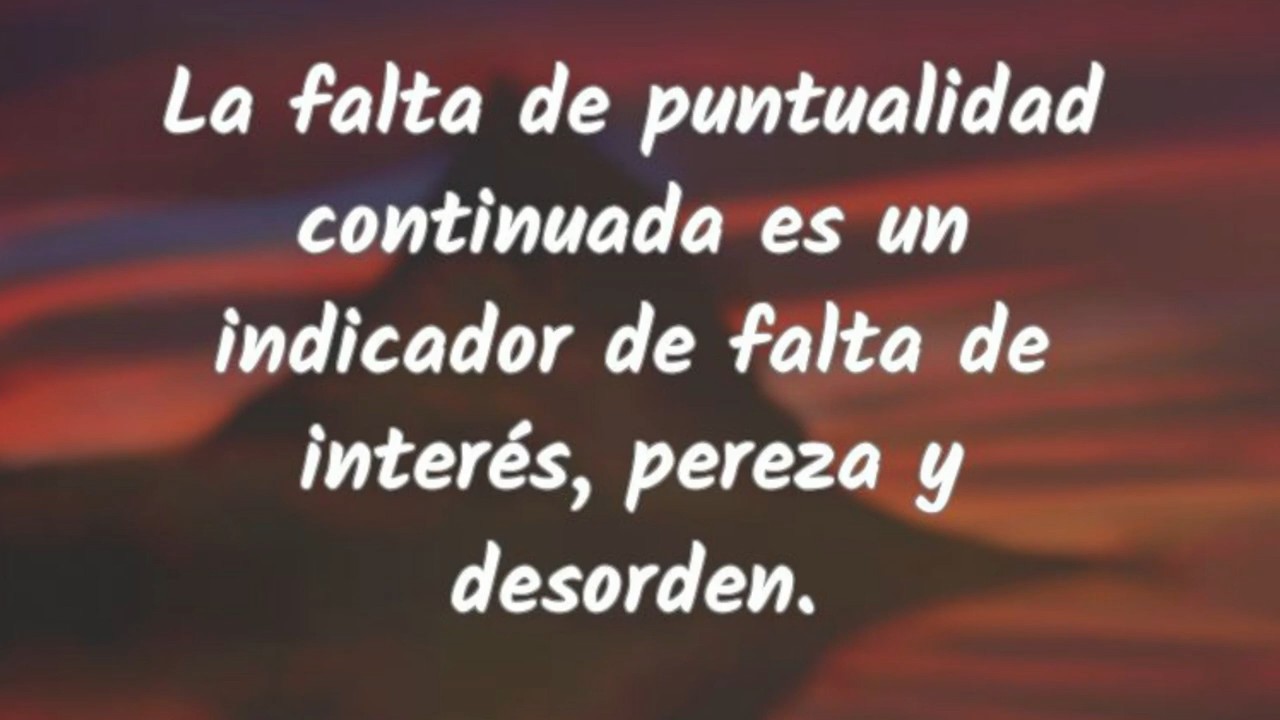 La falta de puntualidad
continuada es un
indicador de falta de
interés, pereza y
desorden.